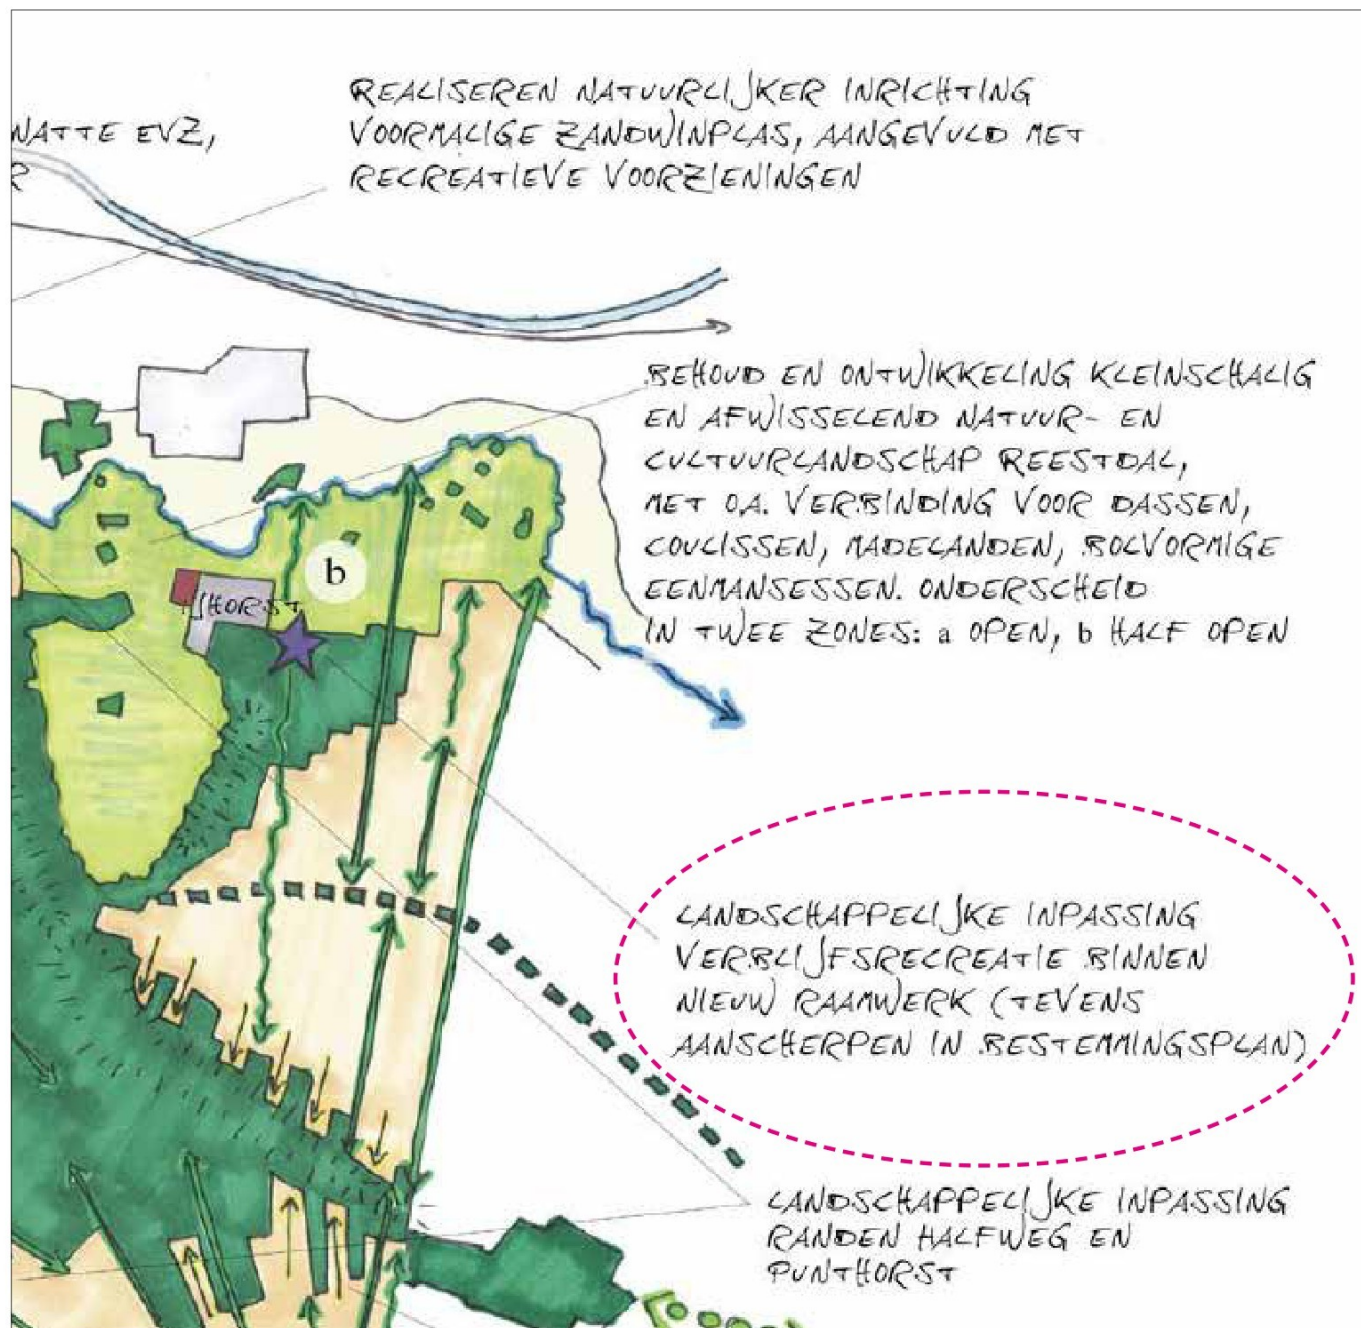 REALISEREN NATUURLIJKER INRICHTING
VOORMALIGE ZANDWINPLAS, AANGEVULD MET
RECREATIEVE VOORZIENINGEN
NATTE EVZ,
R
BEHOUD EN ONTWIKKELING KLEINSCHALIG
EN AFWISSELEND NATUUR- EN
CULTUURLANDSCHAP REESTDAL,
MET O.A. VERBINDING VOOR DASSEN,
COULISSEN, MADELANDEN, BOLVORMIGE
EENMANSESSEN. ONDERSCHEID
IN TWEE ZONES: a OPEN, b HALF OPEN
b
IJHORST
LANDSCHAPPELIJKE INPASSING
VERBLIJFSRECREATIE BINNEN
NIEUW RAAMWERK (TEVENS
AANSCHERPEN IN BESTEMMINGSPLAN)
LANDSCHAPPELIJKE INPASSING
RANDEN HALFWEG EN
PUNTHORST